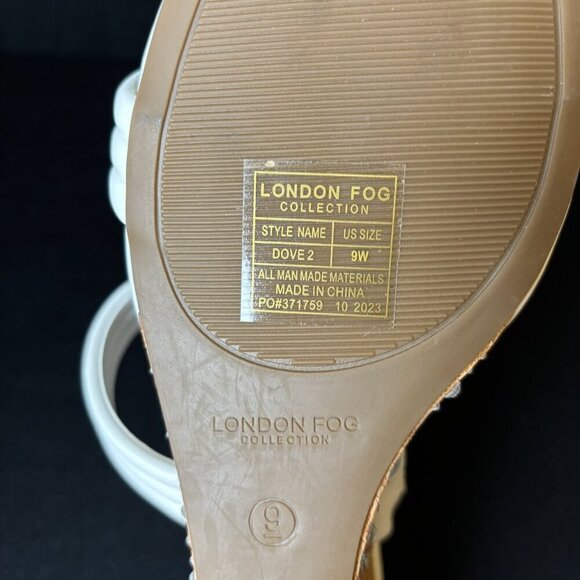 LONDON FOG
COLLECTION
STYLE NAME US SIZE
DOVE 2 9W
ALL MAN MADE MATERIALS
MADE IN CHINA
PO#371759 10 2023
LONDON FOG
COLLECTION
9